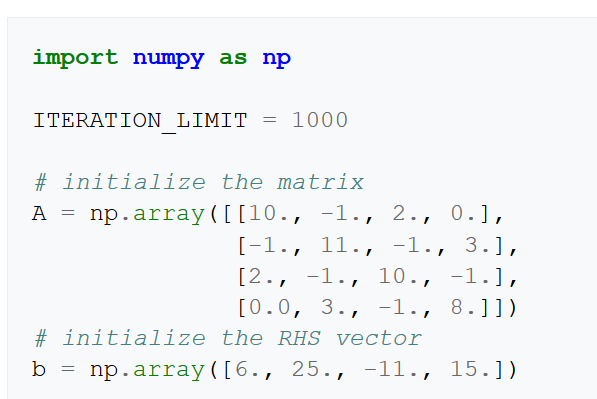 import numpy as np
ITERATION_LIMIT = 1000
# initialize the matrix
A = np.array([[10., -1., 2., 0.],
[-1., 11., -1., 3.],
[2., -1., 10., -1.],
[0.0, 3., -1., 8.]])
# initialize the RHS vector
b = np.array([6., 25., -11., 15.])